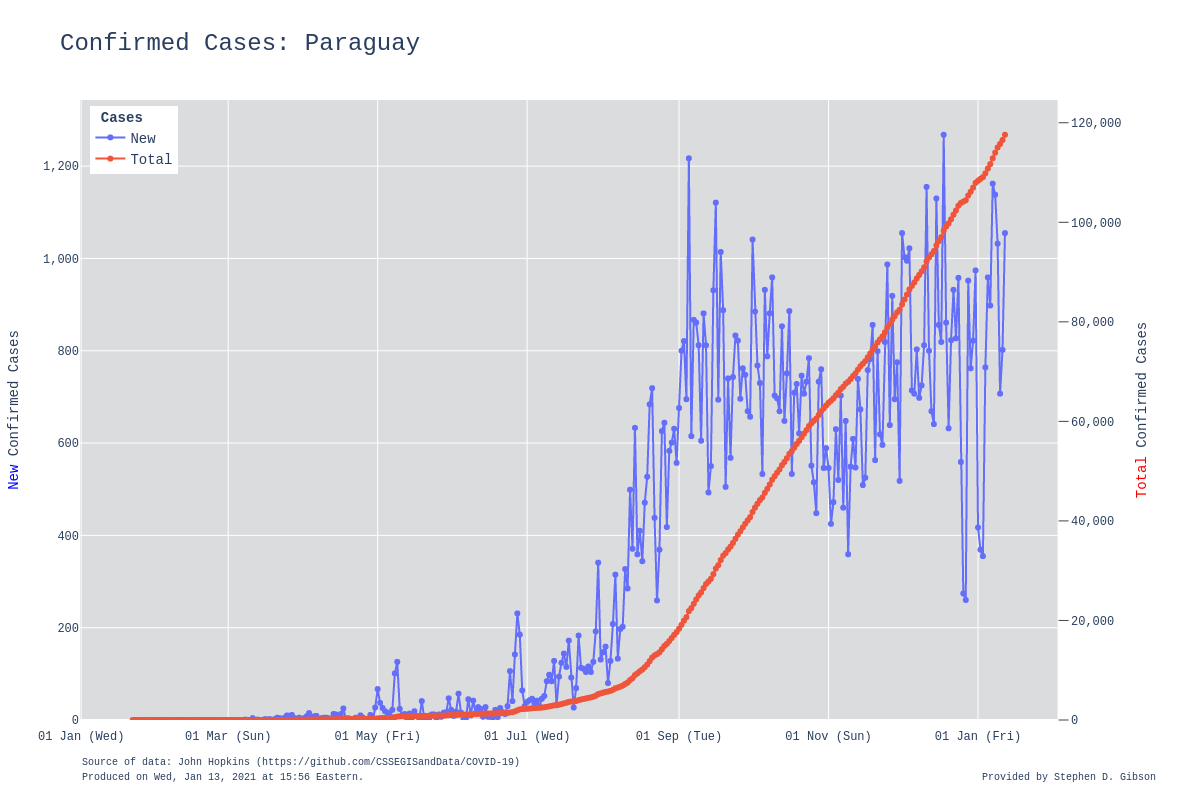 Confirmed Cases: Paraguay
Cases
New
Total
1,200
1,000
800
600
400
200
0
120,000
100,000
80,000
60,000
40,000
20,000
0
New Confirmed Cases
Total Confirmed Cases
01 Jan (Wed)
01 Mar (Sun)
01 May (Fri)
01 Jul (Wed)
01 Sep (Tue)
01 Nov (Sun)
01 Jan (Fri)
Source of data: John Hopkins (https://github.com/CSSEGISandData/COVID-19)
Produced on Wed, Jan 13, 2021 at 15:56 Eastern.
Provided by Stephen D. Gibson